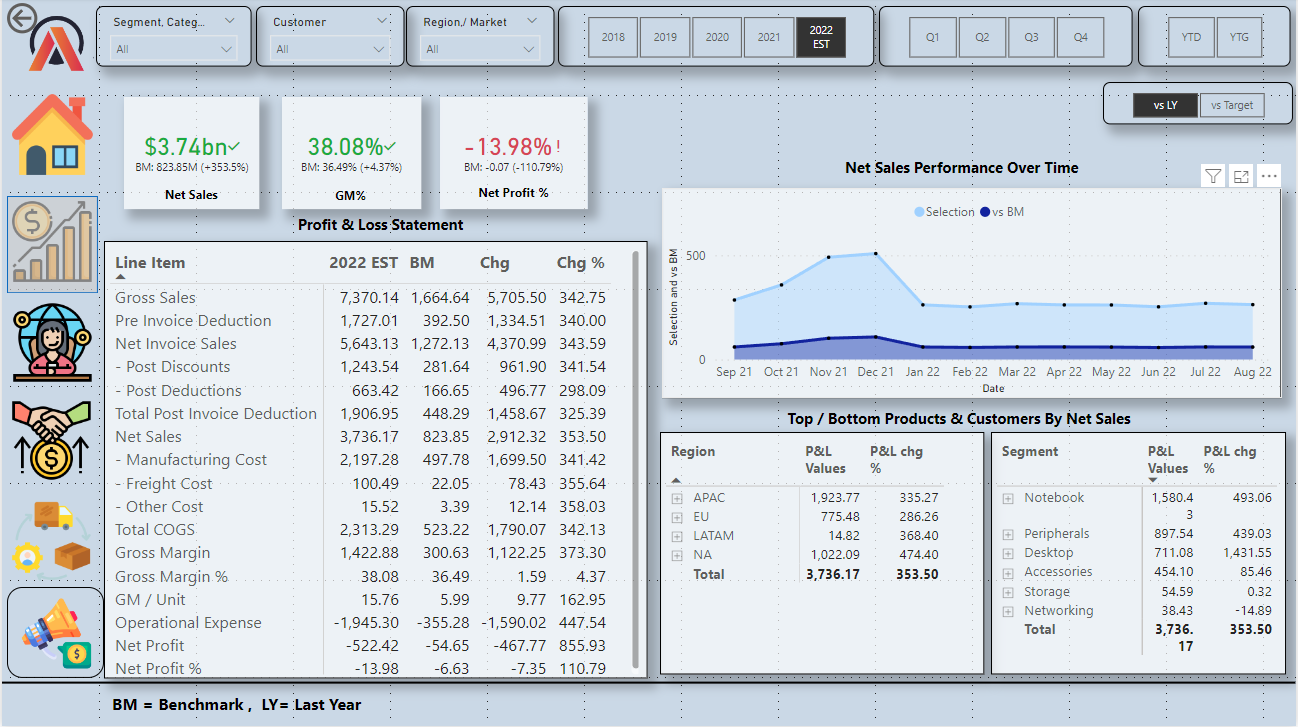 Segment, Categ...
All
Customer
All
Region,/ Market
All
2018
2019
2020
2021
2022
EST
Q1
Q2
Q3
Q4
YTD
YTG
vs LY
vs Target
$3.74bn
BM: 823.85M (+353.5%)
Net Sales
38.08%
BM: 36.49% (+4.37%)
GM%
-13.98%!
BM: -0.07 (-110.79%)
Net Profit %
Profit & Loss Statement
Line Item 2022 EST BM Chg Chg %
Gross Sales 7,370.14 1,664.64 5,705.50 342.75
Pre Invoice Deduction 1,727.01 392.50 1,334.51 340.00
Net Invoice Sales 5,643.13 1,272.13 4,370.99 343.59
- Post Discounts 1,243.54 281.64 961.90 341.54
- Post Deductions 663.42 166.65 496.77 298.09
Total Post Invoice Deduction 1,906.95 448.29 1,458.67 325.39
Net Sales 3,736.17 823.85 2,912.32 353.50
- Manufacturing Cost 2,197.28 497.78 1,699.50 341.42
- Freight Cost 100.49 22.05 78.43 355.64
- Other Cost 15.52 3.39 12.14 358.03
Total COGS 2,313.29 523.22 1,790.07 342.13
Gross Margin 1,422.88 300.63 1,122.25 373.30
Gross Margin % 38.08 36.49 1.59 4.37
GM / Unit 15.76 5.99 9.77 162.95
Operational Expense -1,945.30 -355.28 -1,590.02 447.54
Net Profit -522.42 -54.65 -467.77 855.93
Net Profit % -13.98 -6.63 -7.35 110.79
Net Sales Performance Over Time
Selection vs BM
Selection and vs BM
500
0
Sep 21 Oct 21 Nov 21 Dec 21 Jan 22 Feb 22 Mar 22 Apr 22 May 22 Jun 22 Jul 22 Aug 22
Date
Top / Bottom Products & Customers By Net Sales
Region P&L Values P&L chg %
APAC 1,923.77 335.27
EU 775.48 286.26
LATAM 14.82 368.40
NA 1,022.09 474.40
Total 3,736.17 353.50
Segment P&L Values P&L chg %
Notebook 1,580.43 493.06
Peripherals 897.54 439.03
Desktop 711.08 1,431.55
Accessories 454.10 85.46
Storage 54.59 0.32
Networking 38.43 -14.89
Total 3,736.17 353.50
BM = Benchmark , LY= Last Year